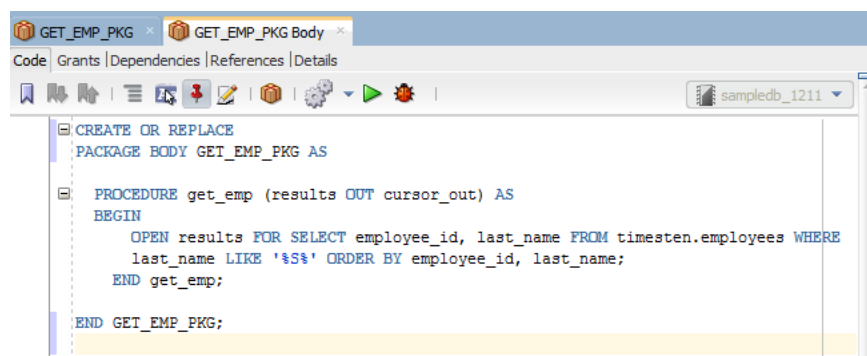 GET_EMP_PKG × GET_EMP_PKG Body ×
Code Grants |Dependencies |References |Details
sampledb_1211
CREATE OR REPLACE
PACKAGE BODY GET_EMP_PKG AS
PROCEDURE get_emp (results OUT cursor_out) AS
BEGIN
OPEN results FOR SELECT employee_id, last_name FROM timesten.employees WHERE
last_name LIKE '%S%' ORDER BY employee_id, last_name;
END get_emp;
END GET_EMP_PKG;